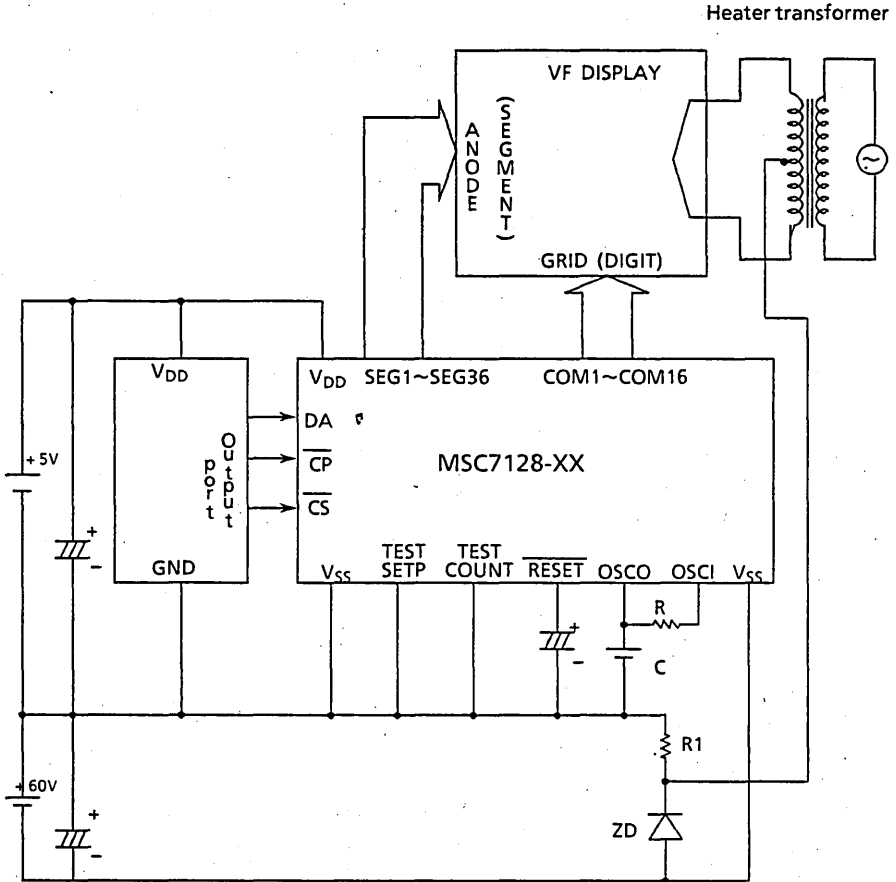 Heater transformer
VF DISPLAY
ANODE
(SEGMENT)
GRID (DIGIT)
VDD
VDD SEG1~SEG36 COM1~COM16
DA
Output
port
CP
MSC7128-XX
CS
+ 5V
+
-
GND
VSS
TEST
SETP
TEST
COUNT
RESET
OSCO
OSCI
VSS
R
+
-
C
R1
+ 60V
+
-
ZD